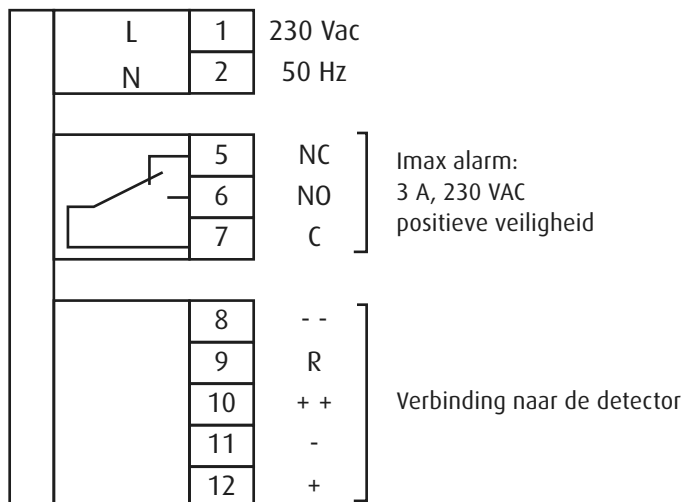 L 1 230 Vac
N 2 50 Hz
5 NC
6 NO
7 C
Imax alarm:
3 A, 230 VAC
positieve veiligheid
8 - -
9 R
10 + +
11 -
12 +
Verbinding naar de detector